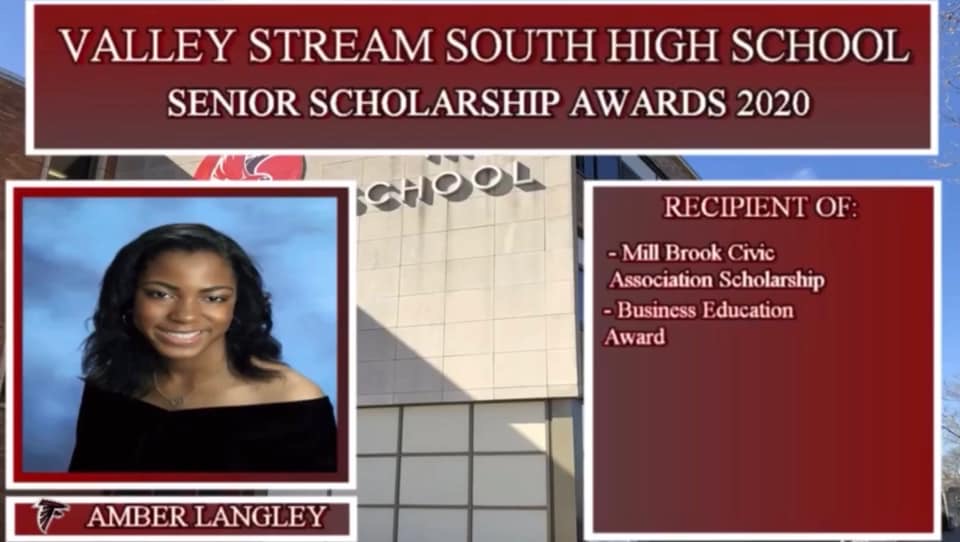 VALLEY STREAM SOUTH HIGH SCHOOL
SENIOR SCHOLARSHIP AWARDS 2020
SCHOOL
RECIPIENT OF:
- Mill Brook Civic
Association Scholarship
- Business Education
Award
AMBER LANGLEY